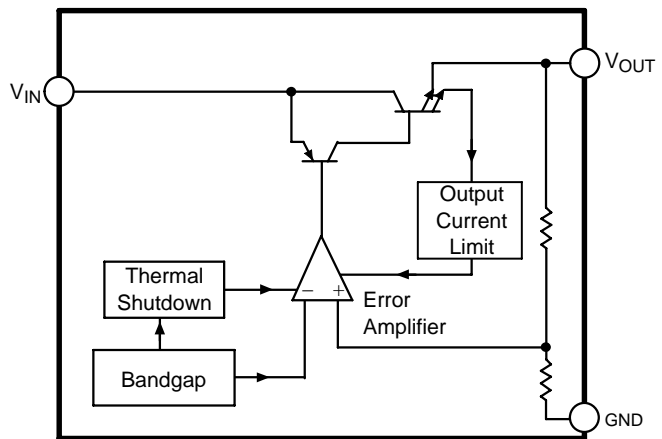 VIN
VOUT
Output
Current
Limit
Thermal
Shutdown
− +
Error
Amplifier
Bandgap
GND